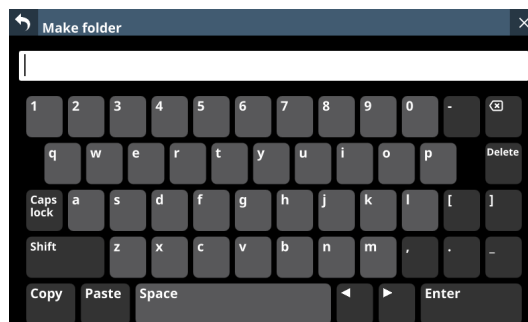 Make folder
1 2 3 4 5 6 7 8 9 0 -
q w e r t y u i o p Delete
Caps lock a s d f g h j k l [ ]
Shift z x c v b n m , . _
Copy Paste Space Enter